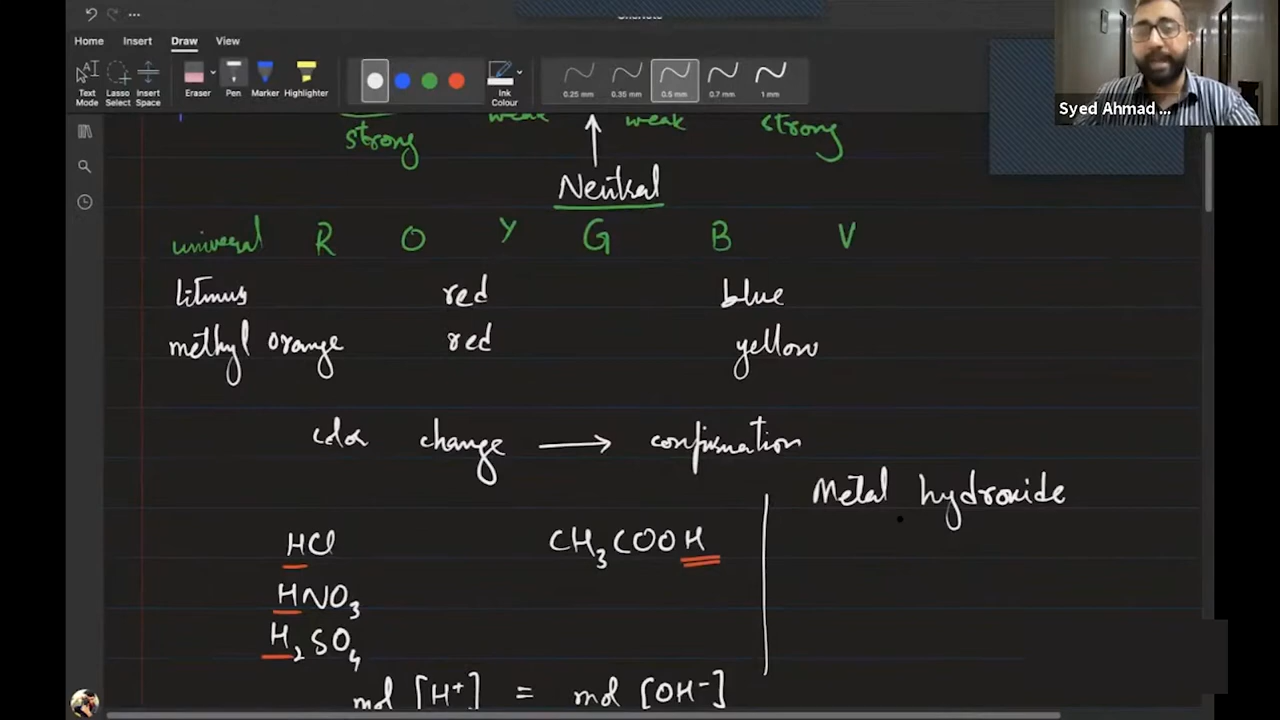 Home Insert Draw View
Text Mode Lasso Select Insert Space Eraser Pen Marker Highlighter Ink Colour 0.25 mm 0.35 mm 0.5 mm 0.7 mm 1 mm
Syed Ahmad ...
strong weak weak strong
Neutral
universal R O Y G B V
litmus red blue
methyl orange red yellow
color change → confirmation
Metal hydroxide
HCl CH₃COOH
HNO₃
H₂SO₄
mol [H⁺] = mol [OH⁻]